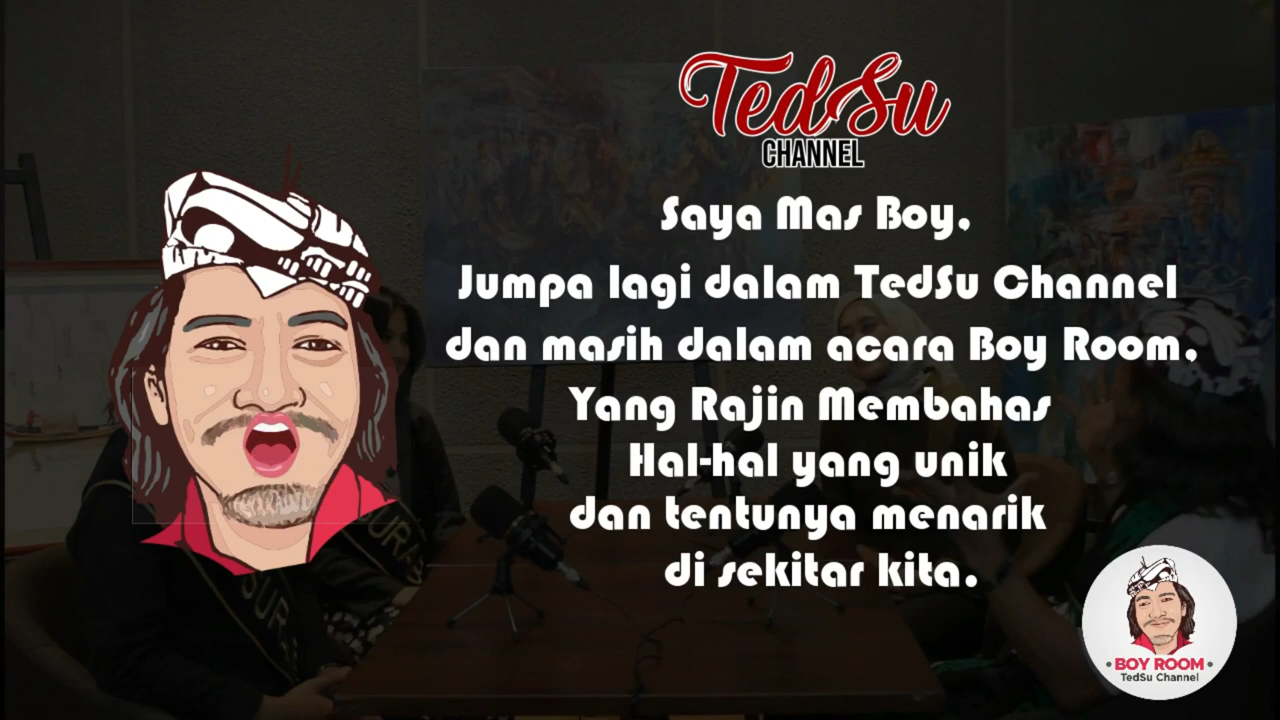 TedSu
CHANNEL
Saya Mas Boy,
Jumpa lagi dalam TedSu Channel
dan masih dalam acara Boy Room,
Yang Rajin Membahas
Hal-hal yang unik
dan tentunya menarik
di sekitar kita.
• BOY ROOM •
TedSu Channel